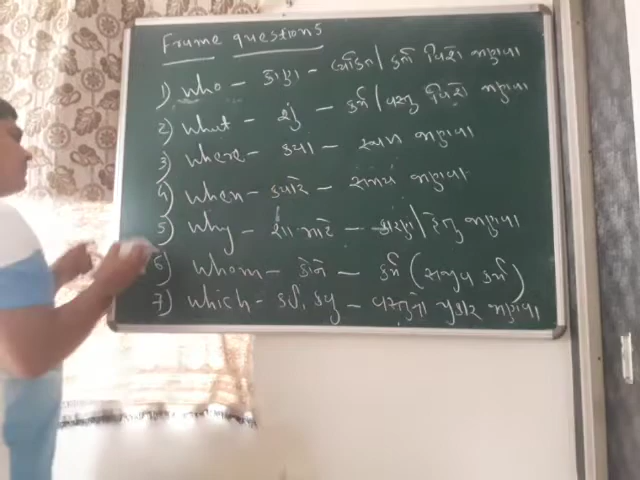 Frame questions
1) who - કોણ - વ્યક્તિ/કર્તા વિશે જાણવા
2) what - શું - કર્મ/વસ્તુ વિશે જાણવા
3) where - ક્યાં - સ્થળ જાણવા
4) when - ક્યારે - સમય જાણવા
5) why - શા માટે - કારણ/હેતુ જાણવા
6) whom - કોને - કર્મ (સજીવ કર્મ)
7) which - કઈ, કયુ - વસ્તુનો પ્રકાર જાણવા